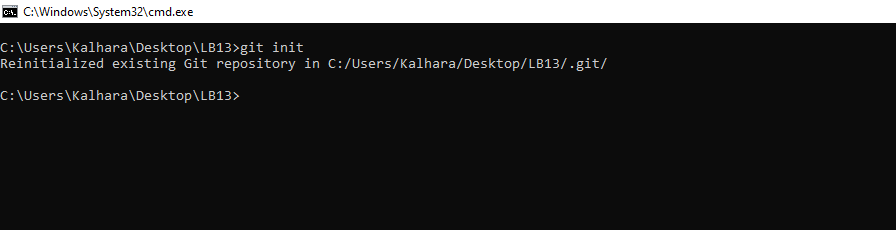 C:\Windows\System32\cmd.exe
C:\Users\Kalhara\Desktop\LB13>git init
Reinitialized existing Git repository in C:/Users/Kalhara/Desktop/LB13/.git/
C:\Users\Kalhara\Desktop\LB13>